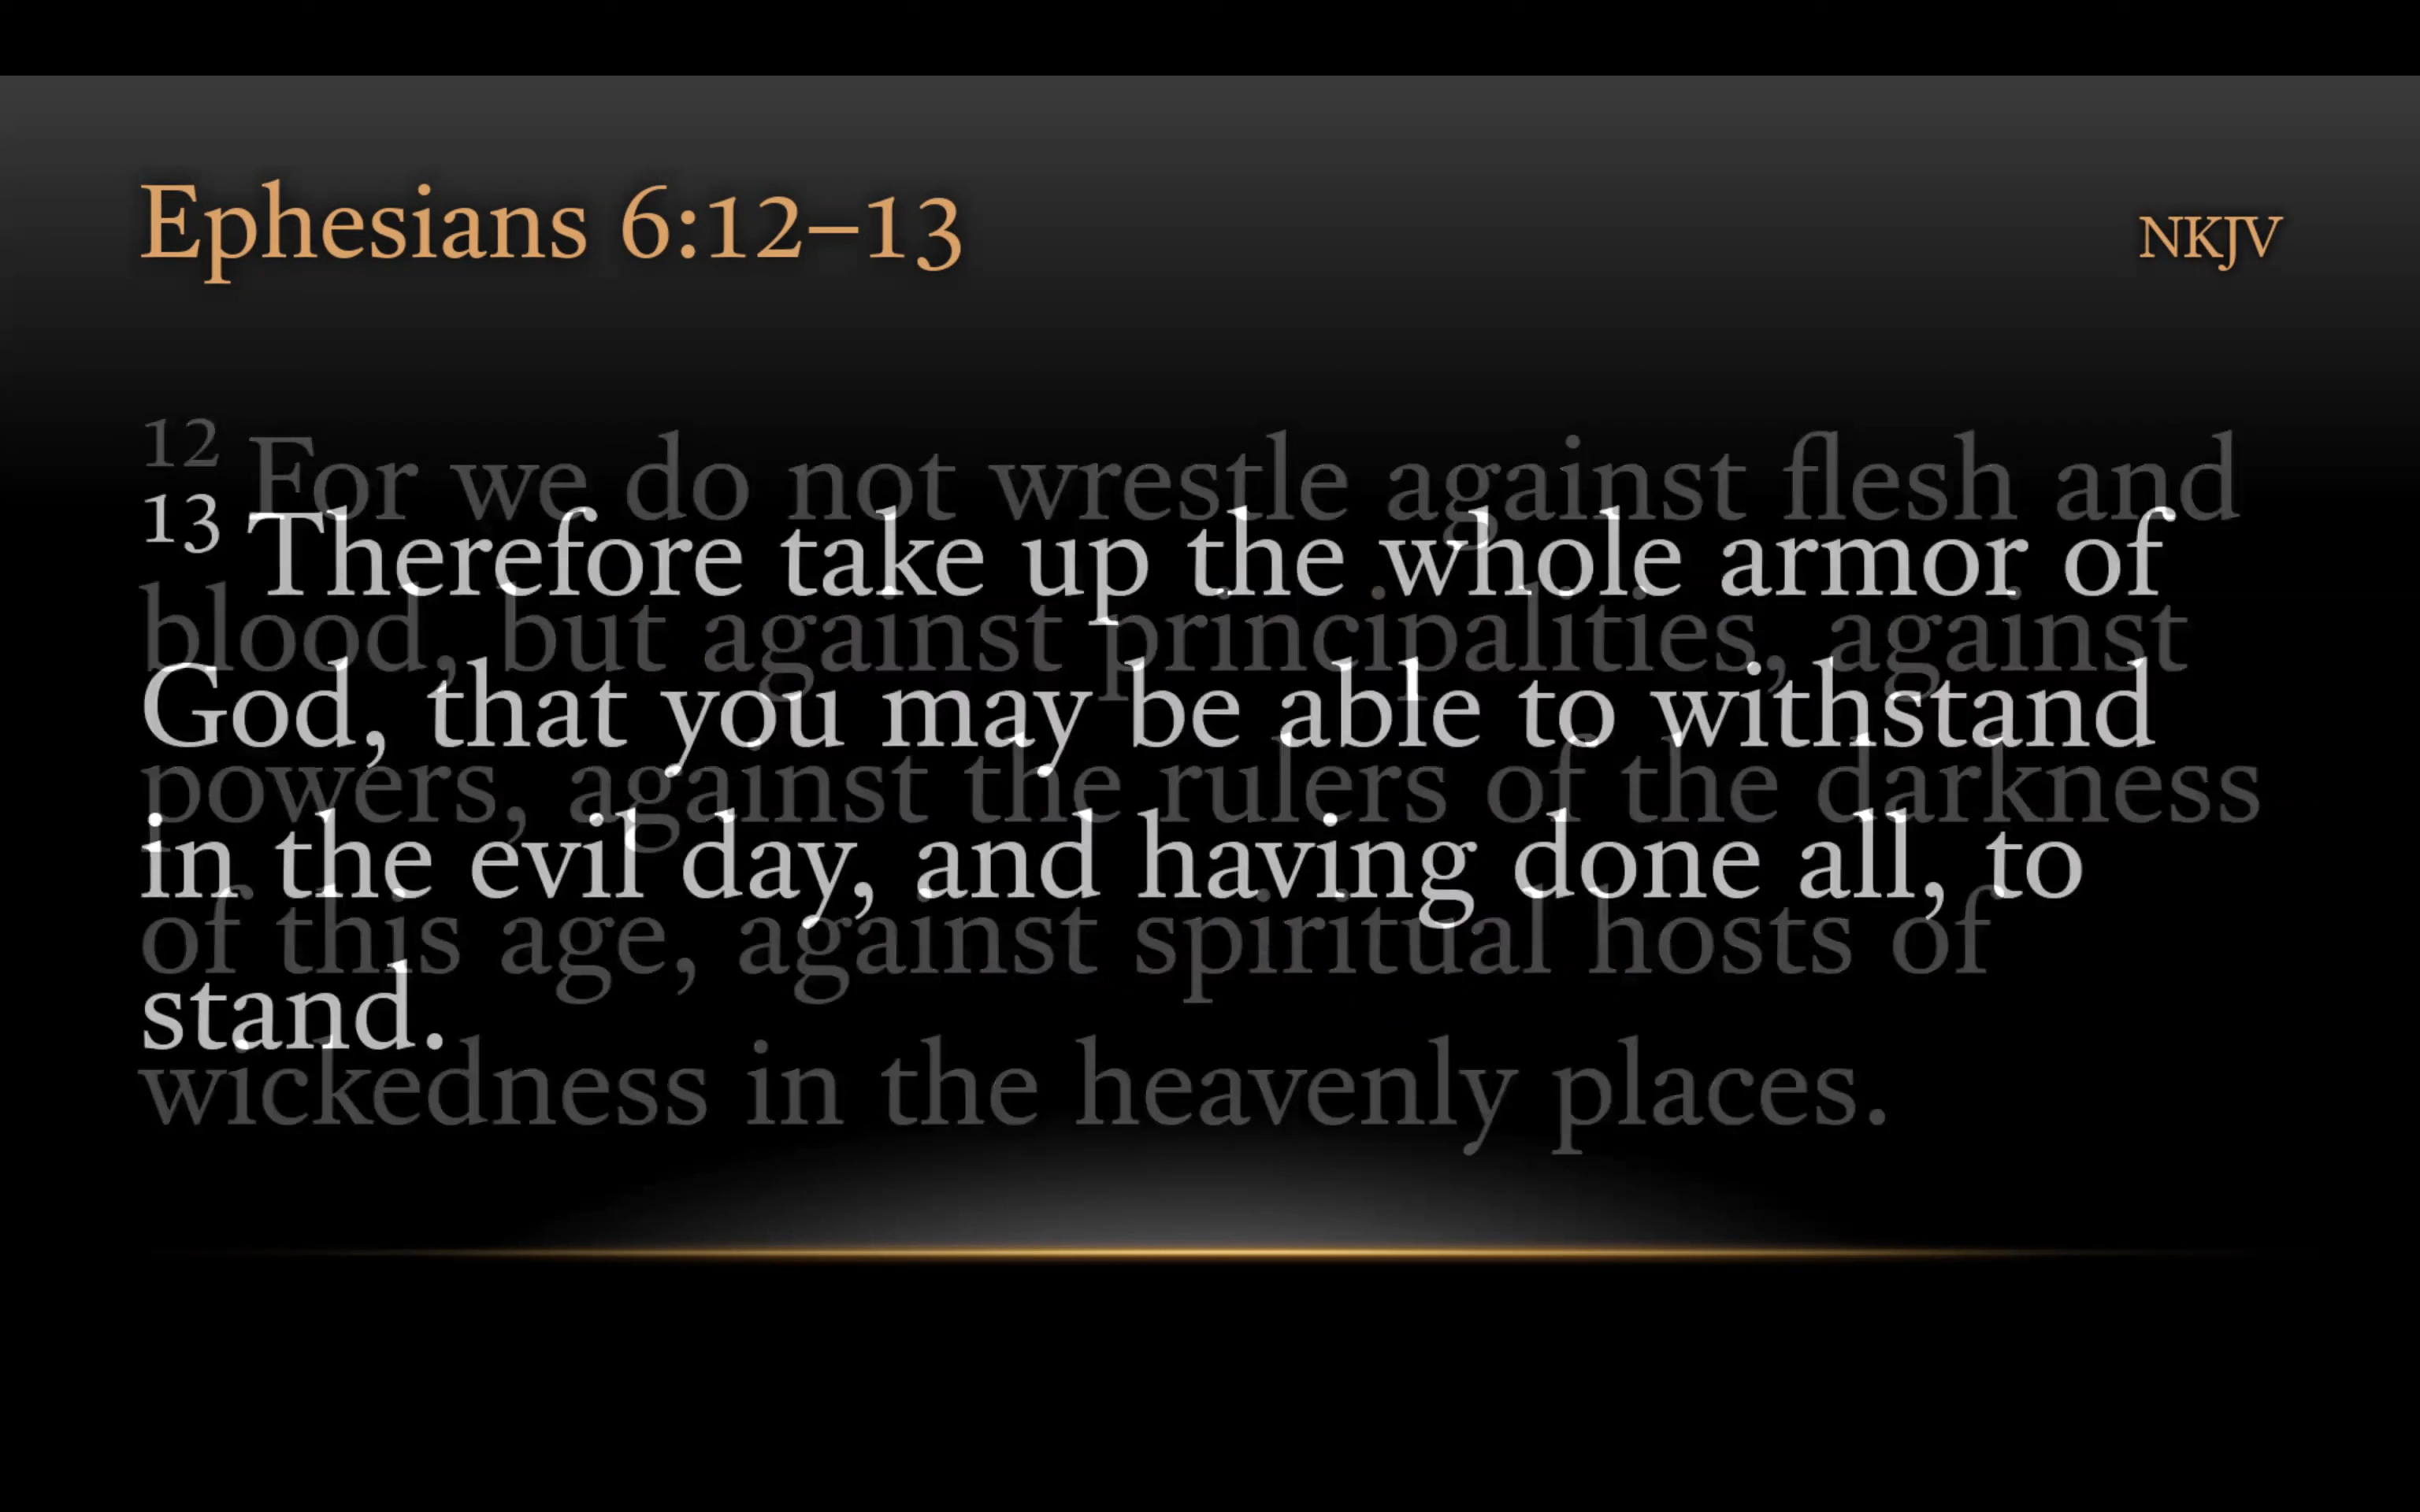 Ephesians 6:12–13
NKJV
12 For we do not wrestle against flesh and
blood, but against principalities, against
powers, against the rulers of the darkness
of this age, against spiritual hosts of
wickedness in the heavenly places.
13 Therefore take up the whole armor of
God, that you may be able to withstand
in the evil day, and having done all, to
stand.